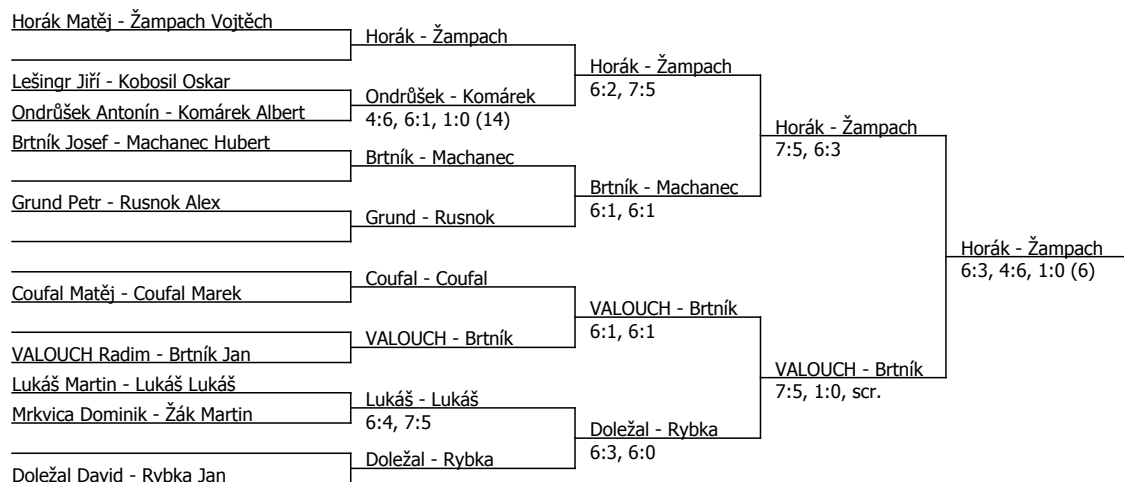 Horák Matěj - Žampach Vojtěch
Lešingr Jiří - Kobosil Oskar
Ondrůšek Antonín - Komárek Albert
Brtník Josef - Machanec Hubert
Grund Petr - Rusnok Alex
Coufal Matěj - Coufal Marek
VALOUCH Radim - Brtník Jan
Lukáš Martin - Lukáš Lukáš
Mrkvica Dominik - Žák Martin
Doležal David - Rybka Jan
Horák - Žampach
Ondrůšek - Komárek
4:6, 6:1, 1:0 (14)
Brtník - Machanec
Grund - Rusnok
Coufal - Coufal
VALOUCH - Brtník
Lukáš - Lukáš
6:4, 7:5
Doležal - Rybka
Horák - Žampach
6:2, 7:5
Brtník - Machanec
6:1, 6:1
VALOUCH - Brtník
6:1, 6:1
Doležal - Rybka
6:3, 6:0
Horák - Žampach
7:5, 6:3
VALOUCH - Brtník
7:5, 1:0, scr.
Horák - Žampach
6:3, 4:6, 1:0 (6)